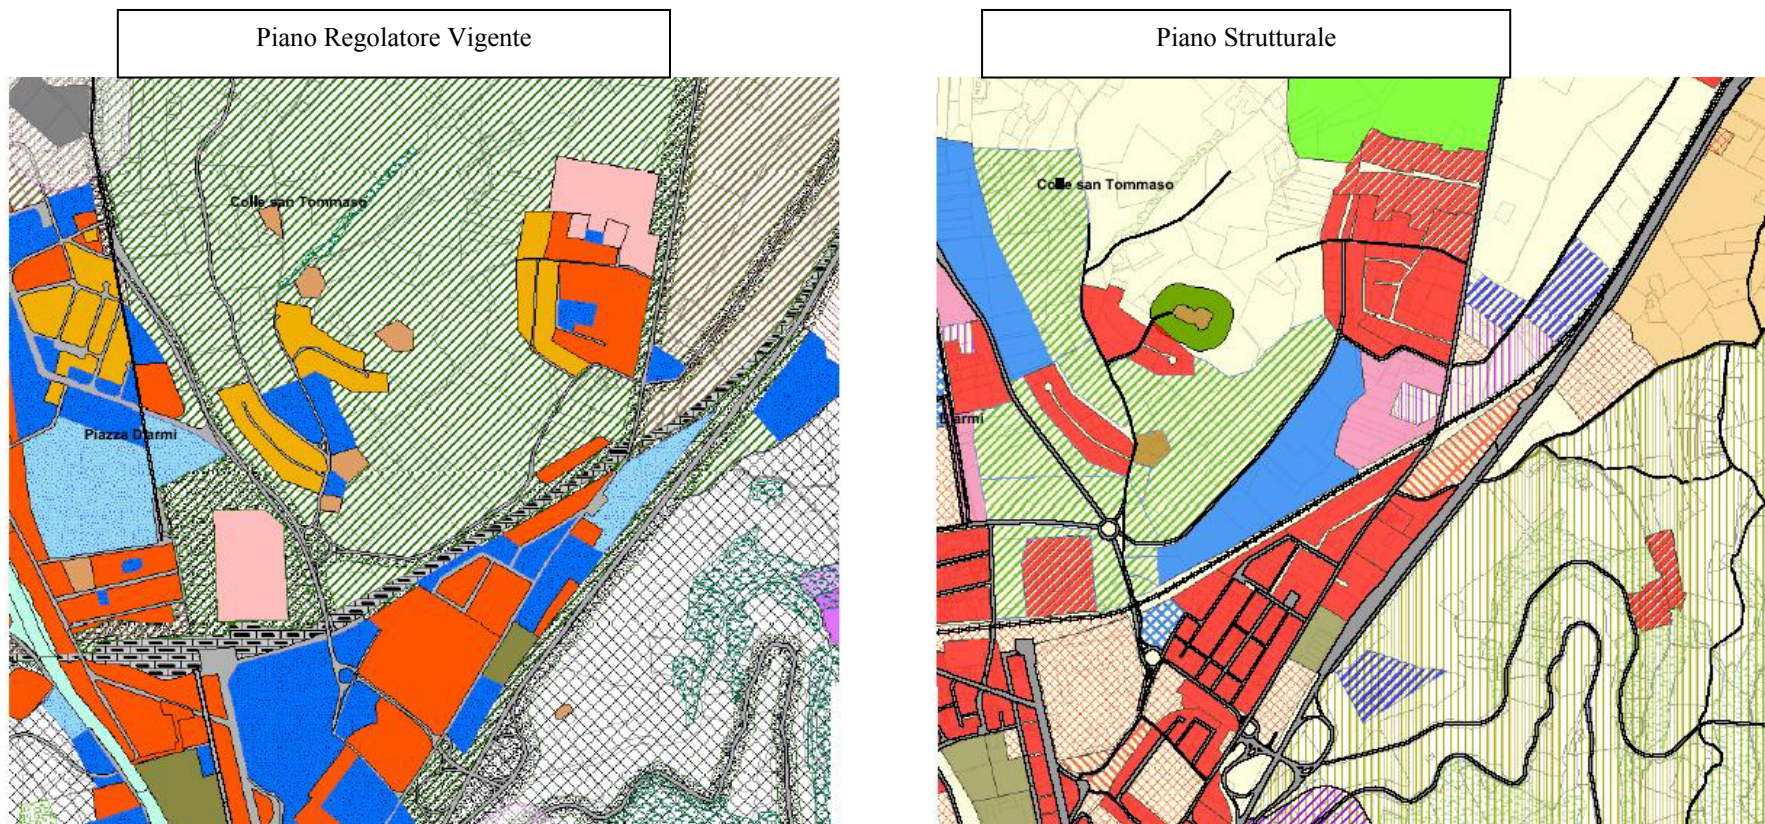 Piano Regolatore Vigente
Piano Strutturale
Colle san Tommaso
Colle san Tommaso
Piazza D'armi
D'armi